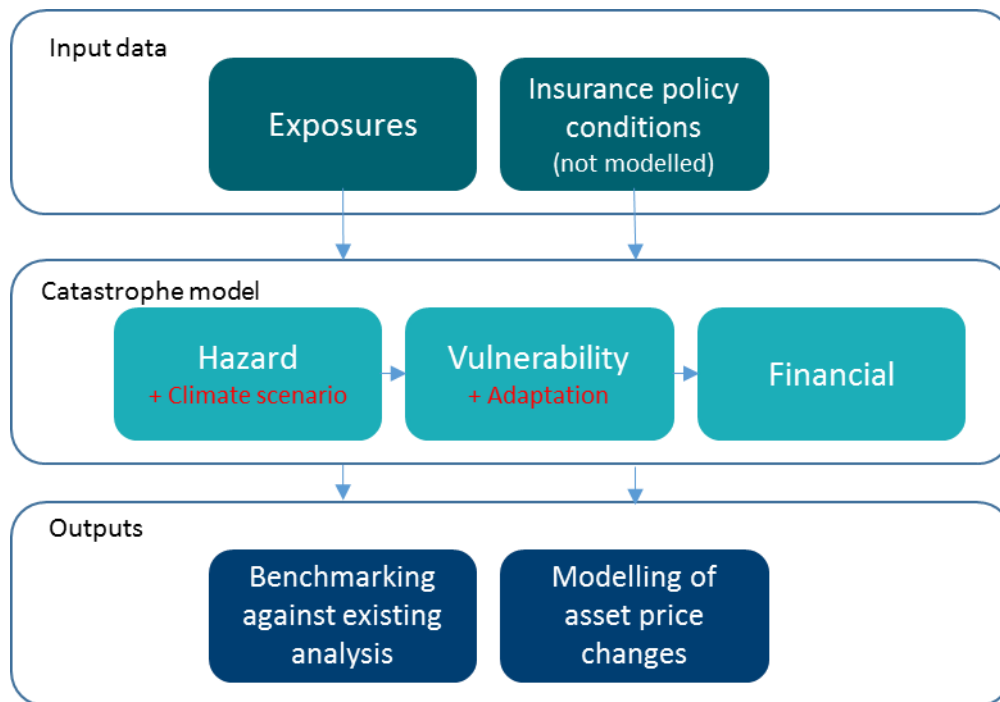 Input data
Exposures
Insurance policy
conditions
(not modelled)
Catastrophe model
Hazard
+ Climate scenario
Vulnerability
+ Adaptation
Financial
Outputs
Benchmarking
against existing
analysis
Modelling of
asset price
changes